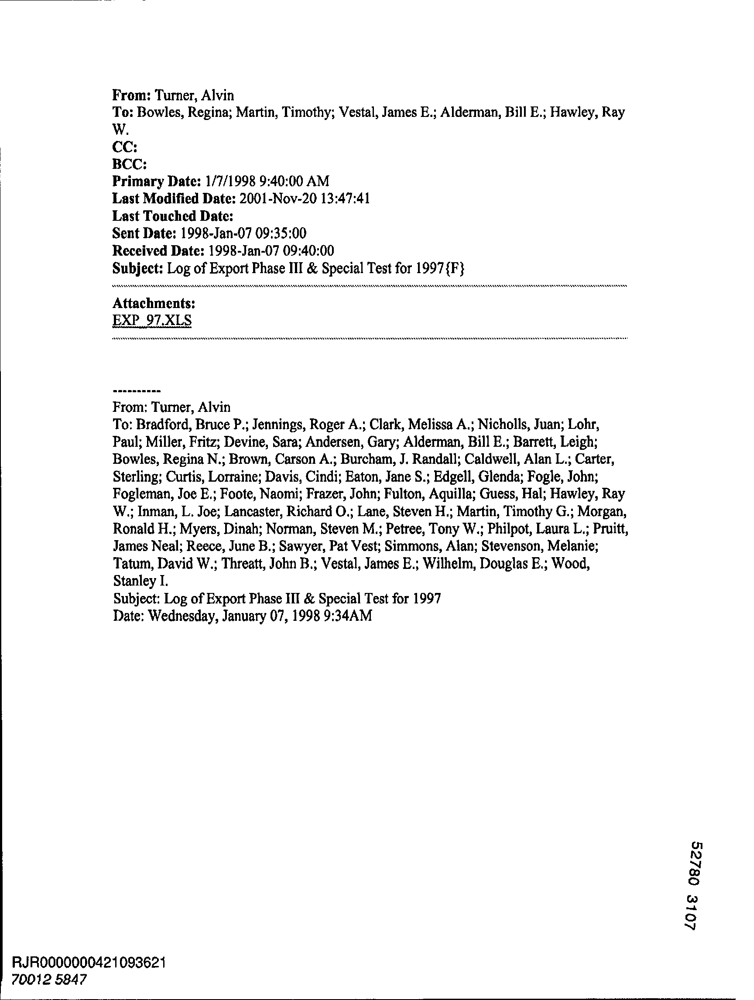 From: Turner, Alvin
To: Bowles, Regina; Martin, Timothy; Vestal, James E.; Alderman, Bill E.; Hawley, Ray
W.
CC:
BCC:
Primary Date: 1/7/1998 9:40:00 AM
Last Modified Date: 2001-Nov-20 13:47:41
Last Touched Date:
Sent Date: 1998-Jan-07 09:35:00
Received Date: 1998-Jan-07 09:40:00
Subject: Log of Export Phase III & Special Test for 1997{F}
Attachments:
EXP_97.XLS
----------
From: Turner, Alvin
To: Bradford, Bruce P.; Jennings, Roger A.; Clark, Melissa A.; Nicholls, Juan; Lohr,
Paul; Miller, Fritz; Devine, Sara; Andersen, Gary; Alderman, Bill E.; Barrett, Leigh;
Bowles, Regina N.; Brown, Carson A.; Burcham, J. Randall; Caldwell, Alan L.; Carter,
Sterling; Curtis, Lorraine; Davis, Cindi; Eaton, Jane S.; Edgell, Glenda; Fogle, John;
Fogleman, Joe E.; Foote, Naomi; Frazer, John; Fulton, Aquilla; Guess, Hal; Hawley, Ray
W.; Inman, L. Joe; Lancaster, Richard O.; Lane, Steven H.; Martin, Timothy G.; Morgan,
Ronald H.; Myers, Dinah; Norman, Steven M.; Petree, Tony W.; Philpot, Laura L.; Pruitt,
James Neal; Reece, June B.; Sawyer, Pat Vest; Simmons, Alan; Stevenson, Melanie;
Tatum, David W.; Threatt, John B.; Vestal, James E.; Wilhelm, Douglas E.; Wood,
Stanley I.
Subject: Log of Export Phase III & Special Test for 1997
Date: Wednesday, January 07, 1998 9:34AM
52780 3107
RJR0000000421093621
70012 5847